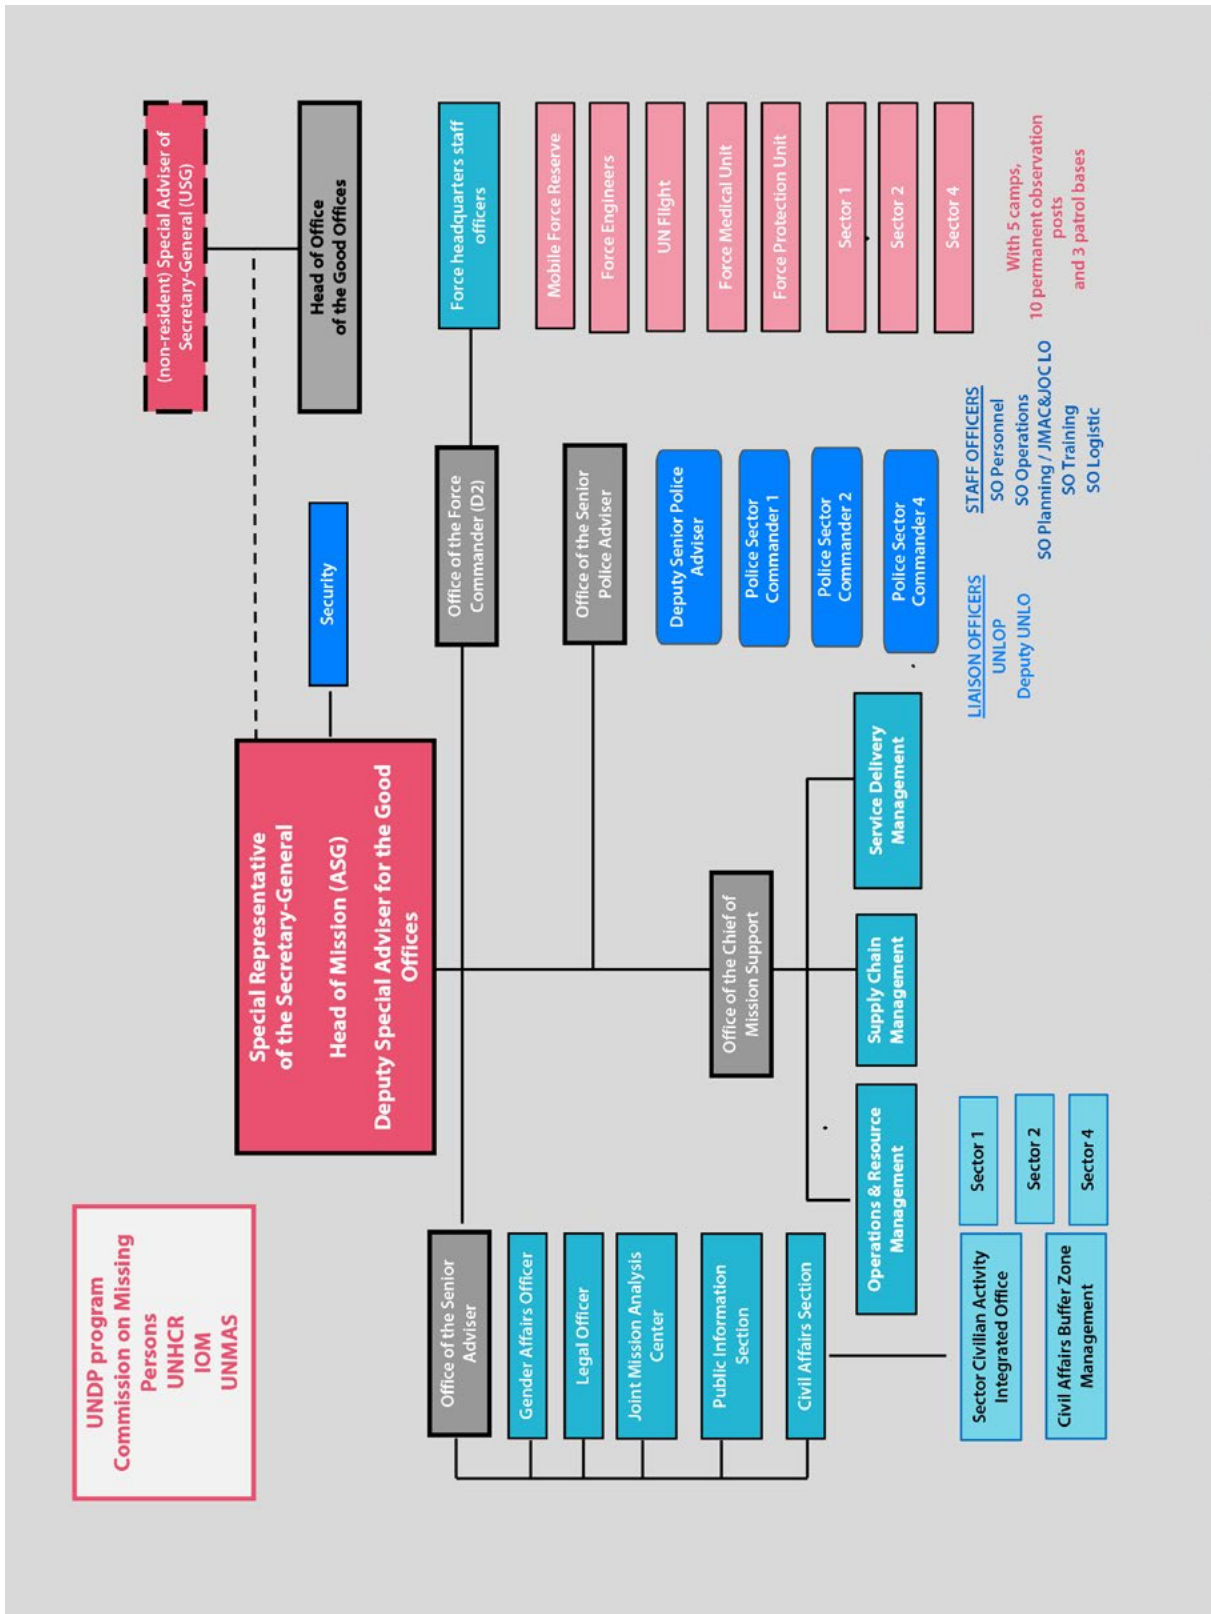 UNDP program
Commission on Missing
Persons
UNHCR
IOM
UNMAS
(non-resident) Special Adviser of
Secretary-General (USG)
Special Representative
of the Secretary-General
Head of Mission (ASG)
Deputy Special Adviser for the Good
Offices
Security
Head of Office
of the Good Offices
Office of the Senior
Adviser
Gender Affairs Officer
Legal Officer
Joint Mission Analysis
Center
Public Information
Section
Civil Affairs Section
Sector Civilian Activity
Integrated Office
Civil Affairs Buffer Zone
Management
Sector 1
Sector 2
Sector 4
Office of the Chief of
Mission Support
Operations & Resource
Management
Supply Chain
Management
Service Delivery
Management
Office of the Force
Commander (D2)
Office of the Senior
Police Adviser
Deputy Senior Police
Adviser
Police Sector
Commander 1
Police Sector
Commander 2
Police Sector
Commander 4
LIAISON OFFICERS
UNLOP
Deputy UNLO
STAFF OFFICERS
SO Personnel
SO Operations
SO Planning / JMAC&JOC LO
SO Training
SO Logistic
Force headquarters staff
officers
Mobile Force Reserve
Force Engineers
UN Flight
Force Medical Unit
Force Protection Unit
Sector 1
Sector 2
Sector 4
With 5 camps,
10 permanent observation
posts
and 3 patrol bases